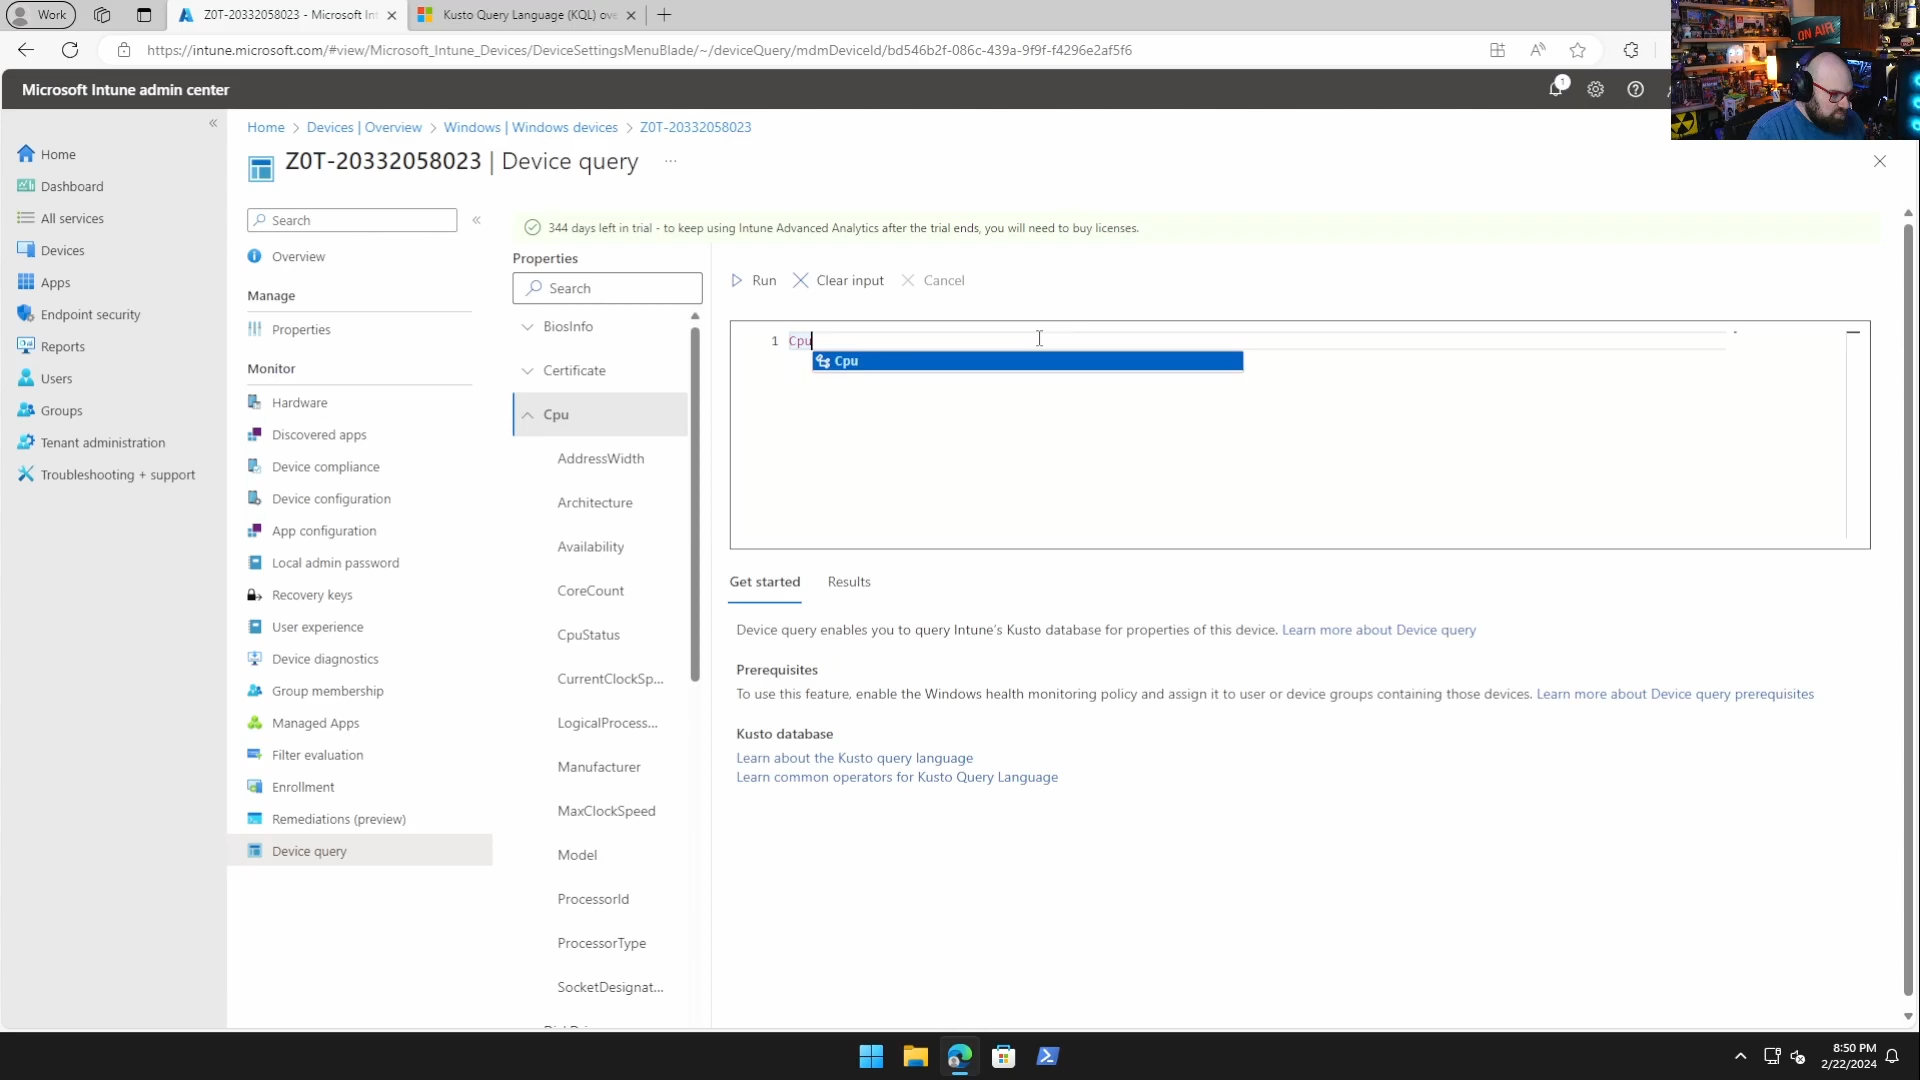 Work
Z0T-20332058023 - Microsoft Int
Kusto Query Language (KQL) ove
https://intune.microsoft.com/#view/Microsoft_Intune_Devices/DeviceSettingsMenuBlade/~/deviceQuery/mdmDeviceId/bd546b2f-086c-439a-9f9f-f4296e2af5f6
ON AIR
Microsoft Intune admin center
1
Home > Devices | Overview > Windows | Windows devices > Z0T-20332058023
Z0T-20332058023 | Device query
Home
Dashboard
All services
Devices
Apps
Endpoint security
Reports
Users
Groups
Tenant administration
Troubleshooting + support
Search
Overview
Manage
Properties
Monitor
Hardware
Discovered apps
Device compliance
Device configuration
App configuration
Local admin password
Recovery keys
User experience
Device diagnostics
Group membership
Managed Apps
Filter evaluation
Enrollment
Remediations (preview)
Device query
344 days left in trial - to keep using Intune Advanced Analytics after the trial ends, you will need to buy licenses.
Properties
Search
BiosInfo
Certificate
Cpu
AddressWidth
Architecture
Availability
CoreCount
CpuStatus
CurrentClockSp...
LogicalProcess...
Manufacturer
MaxClockSpeed
Model
ProcessorId
ProcessorType
SocketDesignat...
Run Clear input Cancel
1 Cpu
Cpu
Get started Results
Device query enables you to query Intune's Kusto database for properties of this device. Learn more about Device query
Prerequisites
To use this feature, enable the Windows health monitoring policy and assign it to user or device groups containing those devices. Learn more about Device query prerequisites
Kusto database
Learn about the Kusto query language
Learn common operators for Kusto Query Language
8:50 PM
2/22/2024